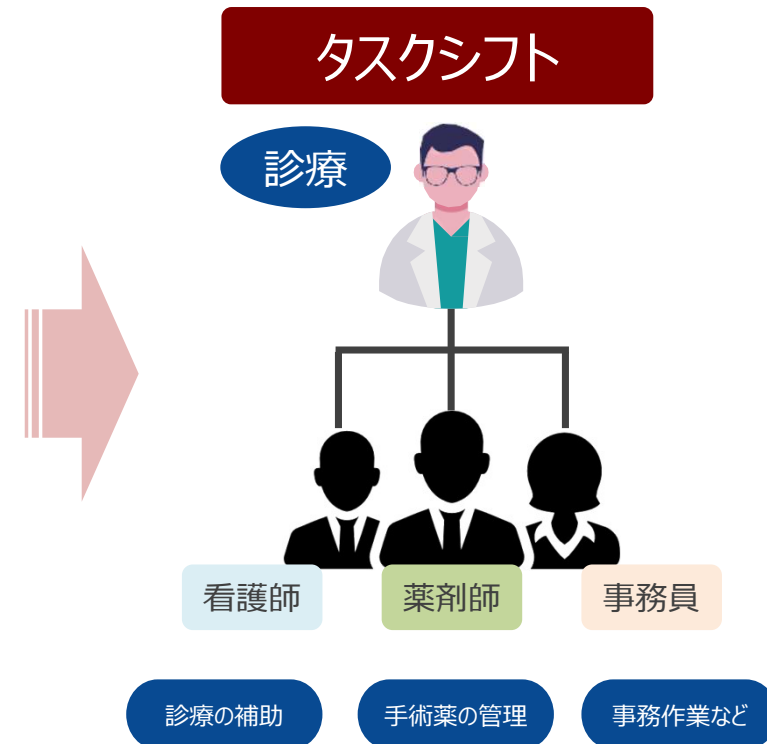 タスクシフト
診療
看護師
薬剤師
事務員
診療の補助
手術薬の管理
事務作業など